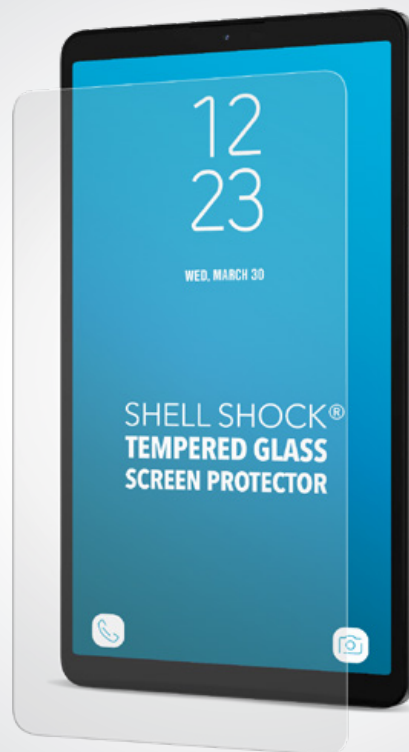 12
23
WED, MARCH 30
SHELL SHOCK®
TEMPERED GLASS
SCREEN PROTECTOR